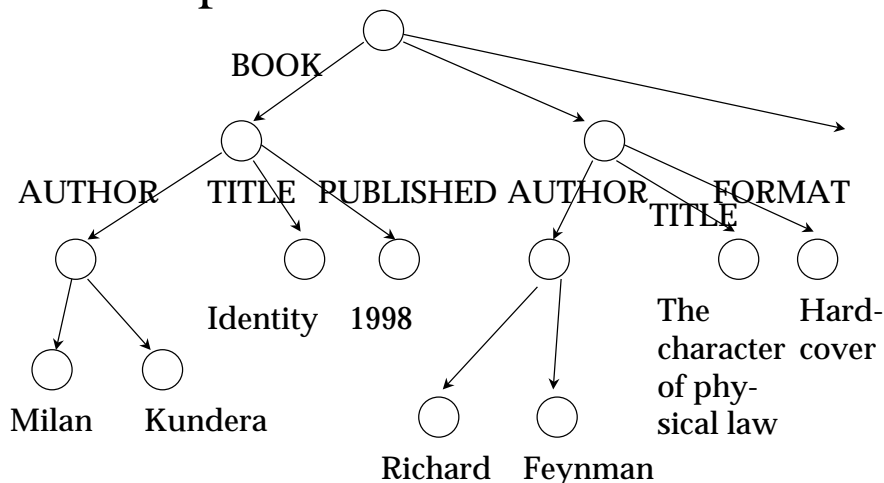 BOOK
AUTHOR TITLE PUBLISHED AUTHOR FORMAT
TITLE
Identity 1998
The
character
of phy-
sical law
Hard-
cover
Milan Kundera
Richard Feynman